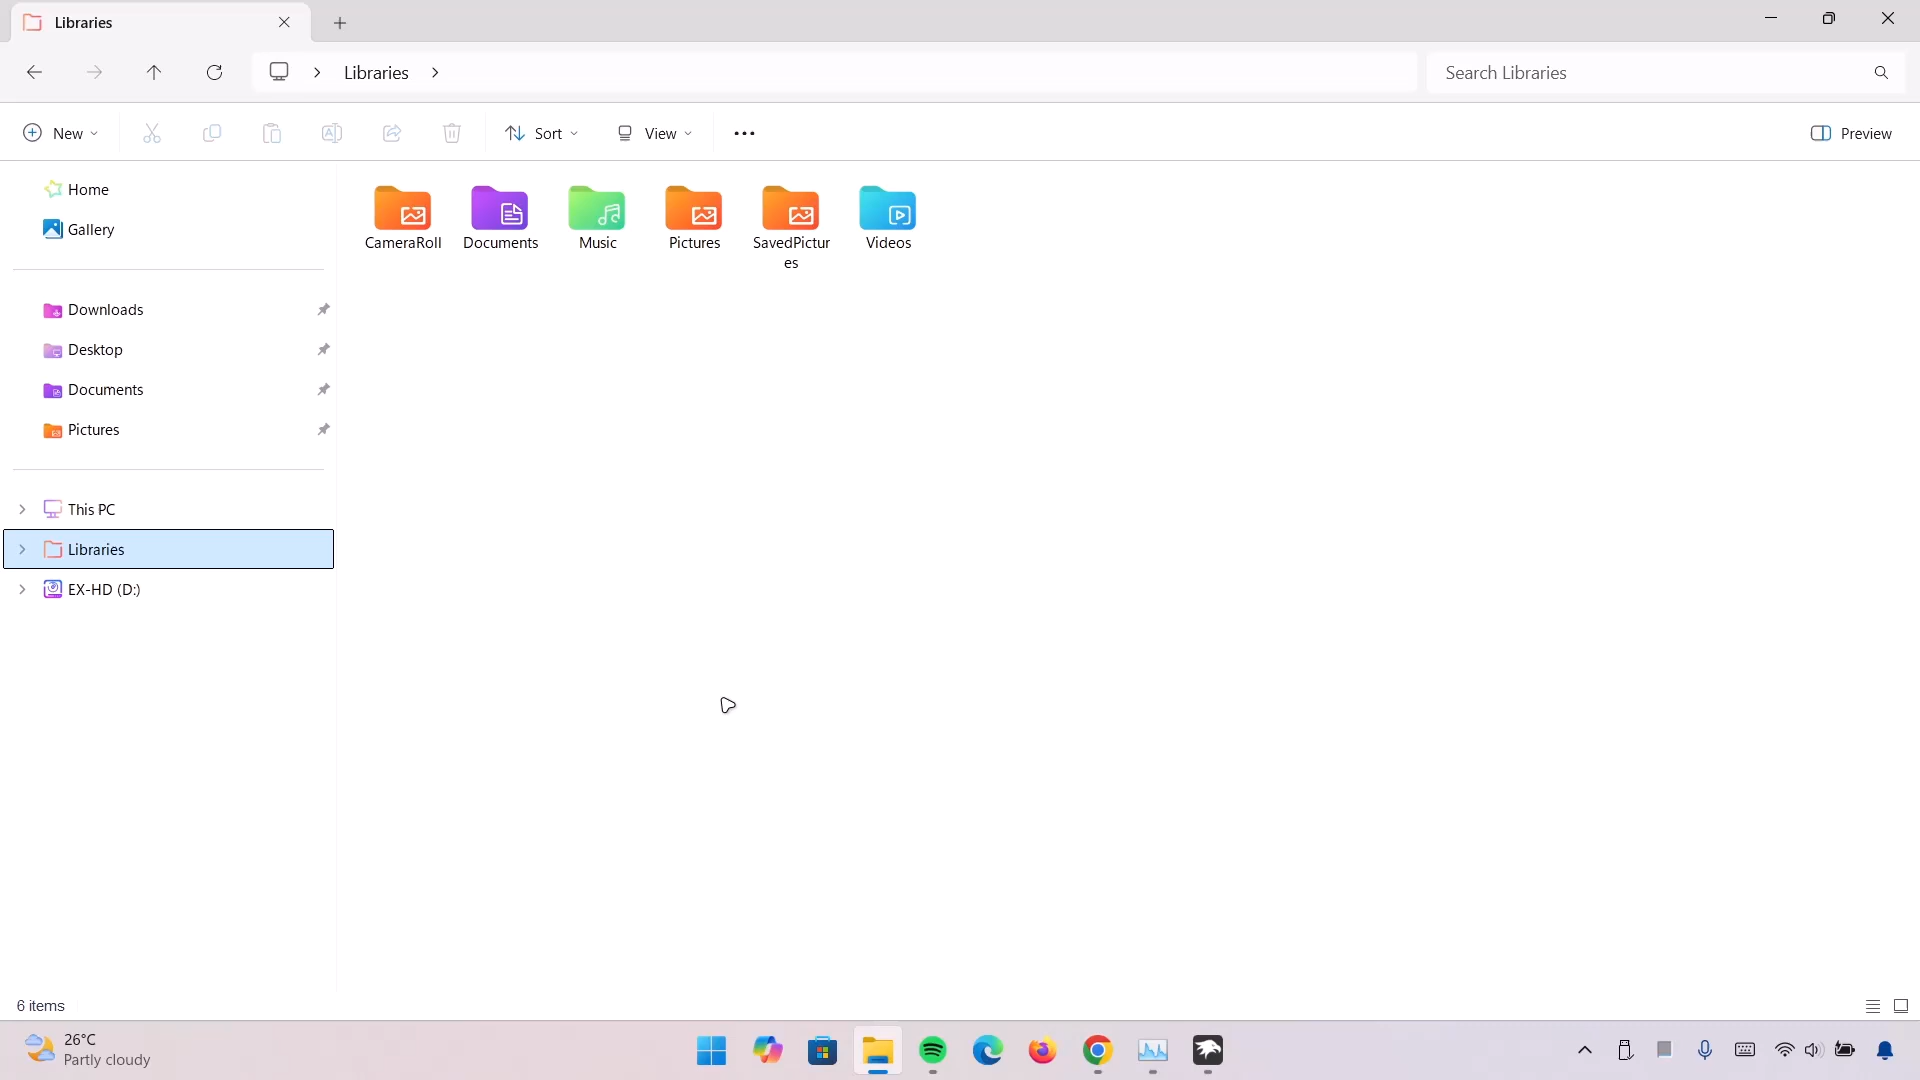 Libraries
Libraries
Search Libraries
New
Sort
View
Preview
Home
Gallery
Downloads
Desktop
Documents
Pictures
This PC
Libraries
EX-HD (D:)
CameraRoll
Documents
Music
Pictures
SavedPictur
es
Videos
6 items
26°C
Partly cloudy